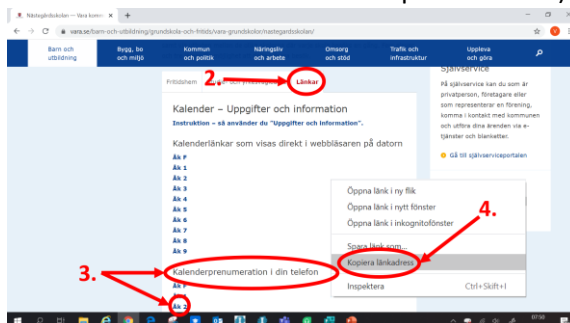 Nästegårdsskolan — Vara komm
vara.se/barn-och-utbildning/grundskola-och-fritids/vara-grundskolor/nastegardsskolan/
Barn och utbildning
Bygg, bo och miljö
Kommun och politik
Näringsliv och arbete
Omsorg och stöd
Trafik och infrastruktur
Uppleva och göra
2.
Fritidshem
Länkar
Kalender – Uppgifter och information
Instruktion – så använder du "Uppgifter och information".
Kalenderlänkar som visas direkt i webbläsaren på datorn
Åk F
Åk 1
Åk 2
Åk 3
Åk 4
Åk 5
Åk 6
Åk 7
Åk 8
Åk 9
3.
Kalenderprenumeration i din telefon
Åk F
Åk 2
Självservice
På självservice kan du som är
privatperson, företagare eller
som representerar en förening,
komma i kontakt med kommunen
och utföra dina ärenden via e-
tjänster och blanketter.
Gå till självserviceportalen
Öppna länk i ny flik
Öppna länk i nytt fönster
Öppna länk i inkognitofönster
4.
Spara länk som...
Kopiera länkadress
Inspektera Ctrl+Skift+I
07:50